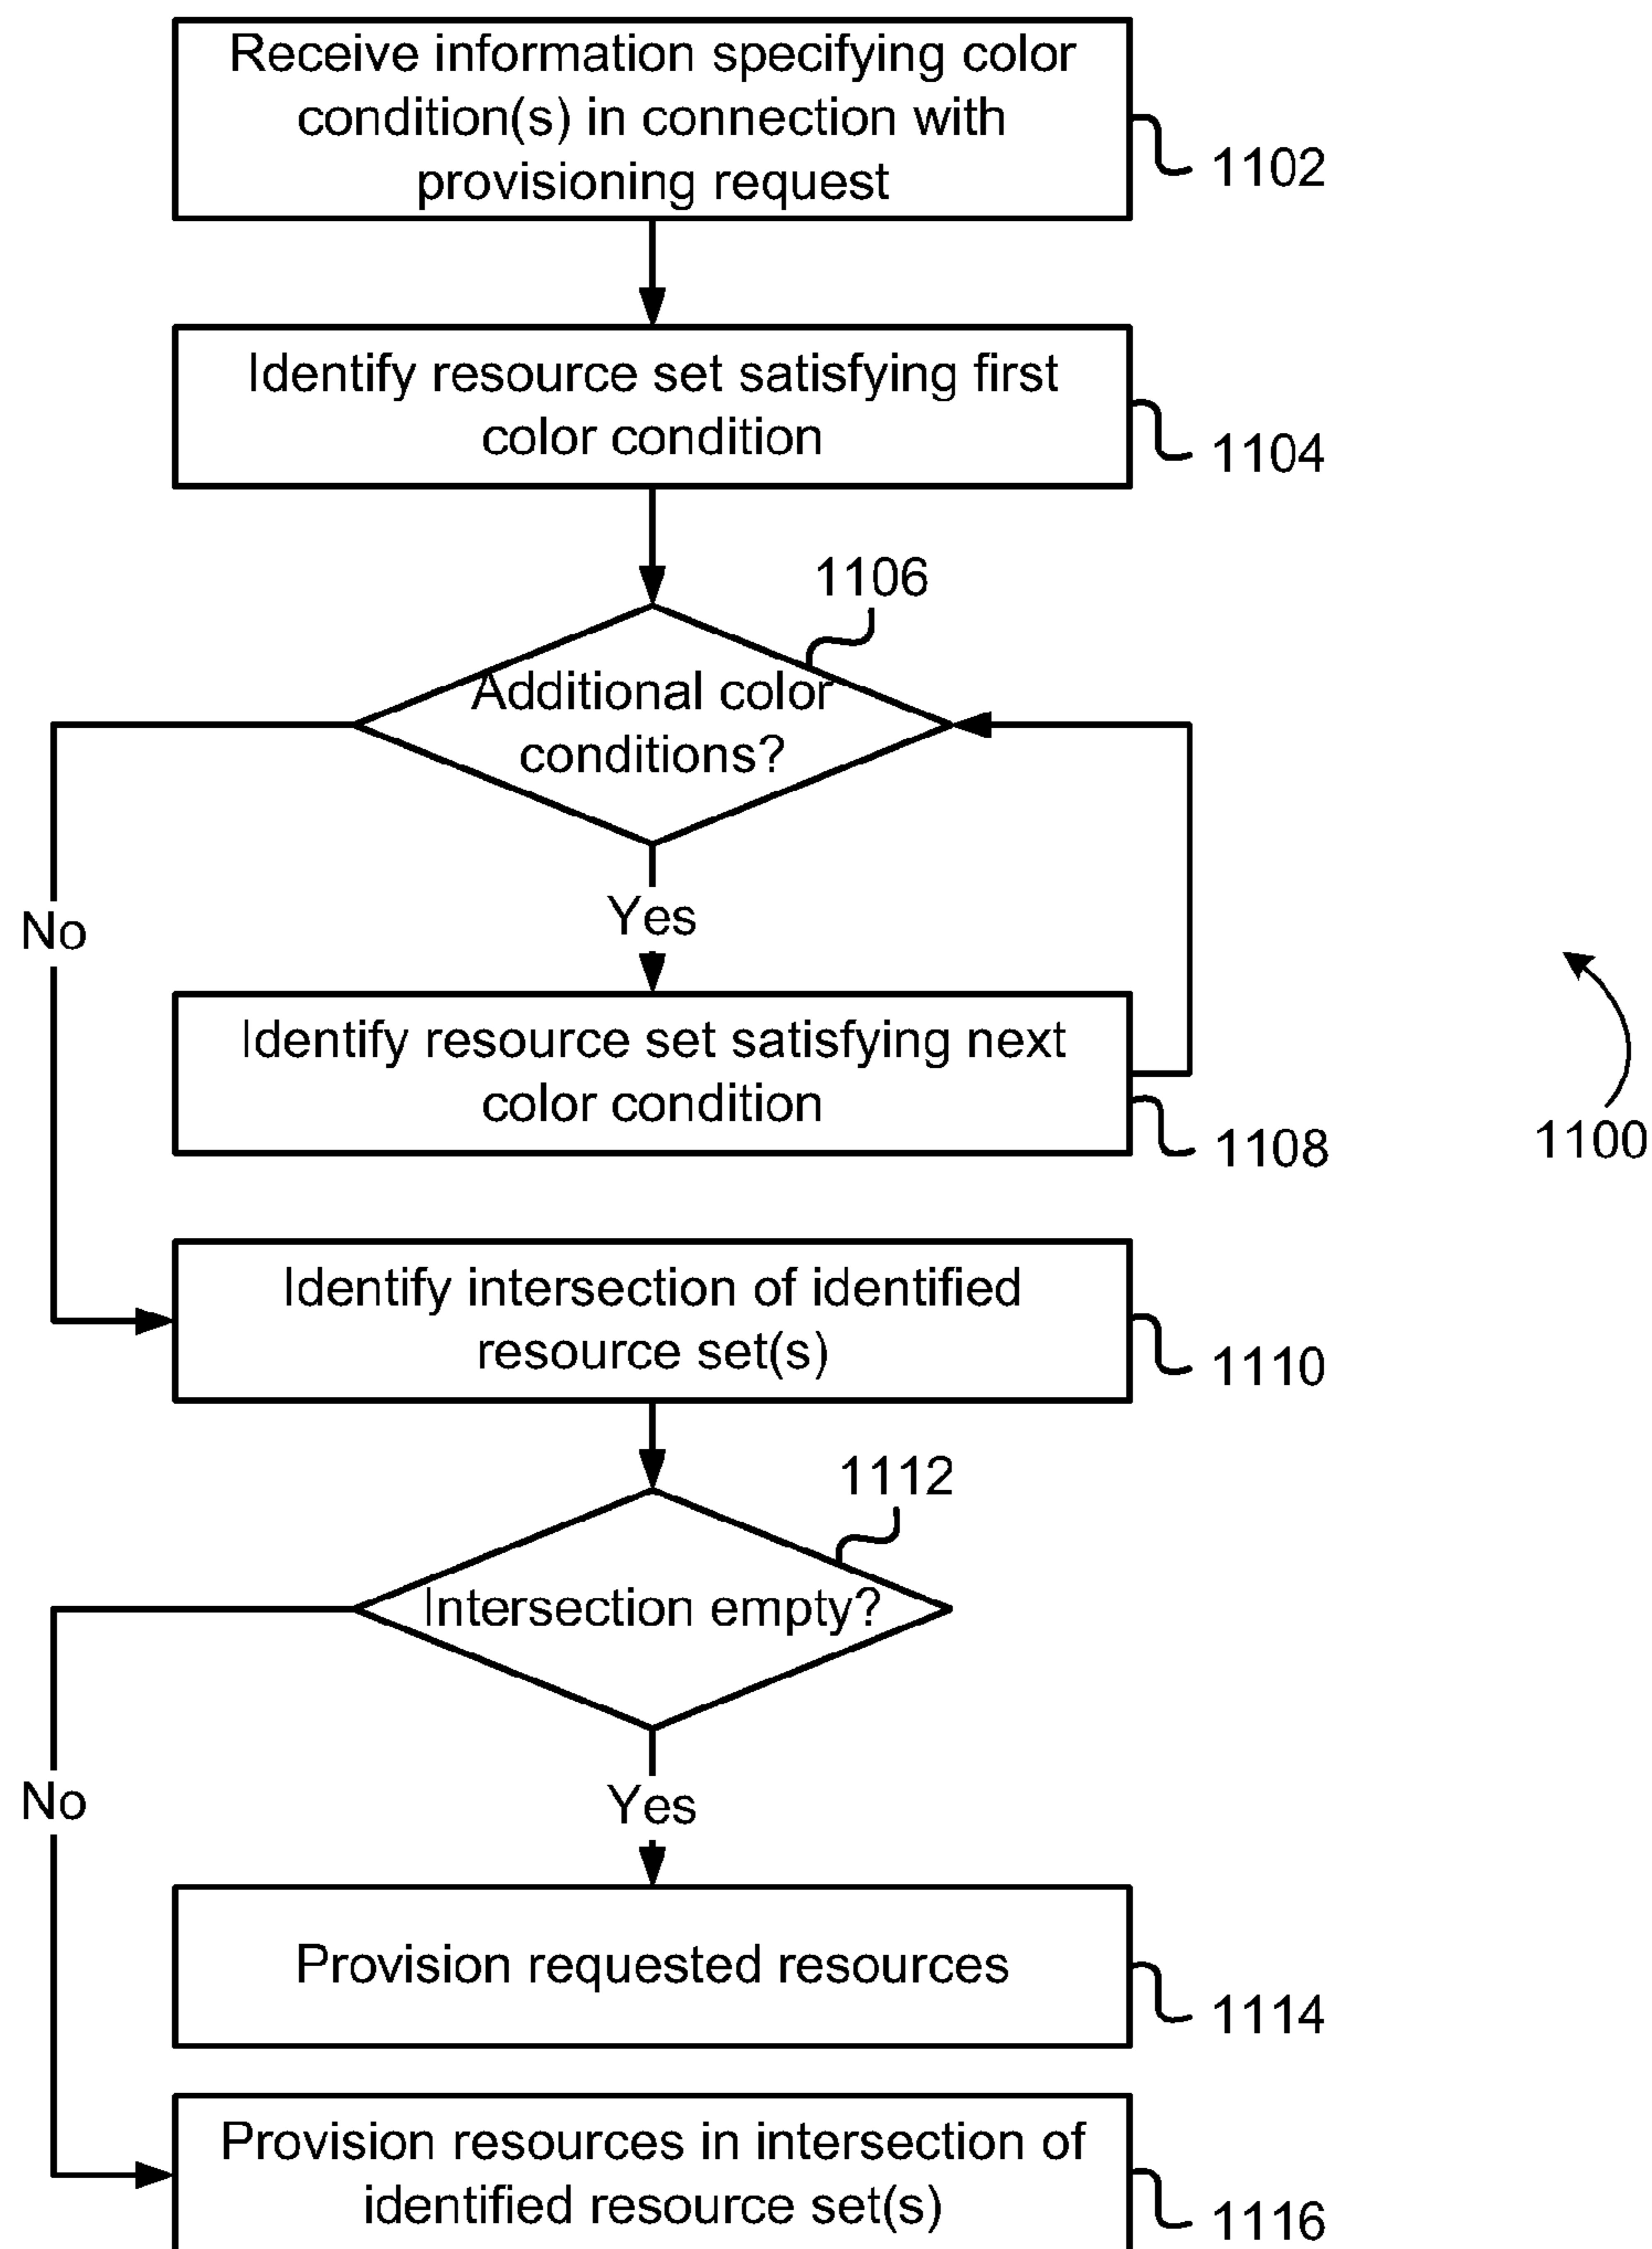 Receive information specifying color
condition(s) in connection with
provisioning request
1102
Identify resource set satisfying first
color condition
1104
1106
Additional color
conditions?
No
Yes
Identify resource set satisfying next
color condition
1108
1100
Identify intersection of identified
resource set(s)
1110
1112
Intersection empty?
No
Yes
Provision requested resources
1114
Provision resources in intersection of
identified resource set(s)
1116